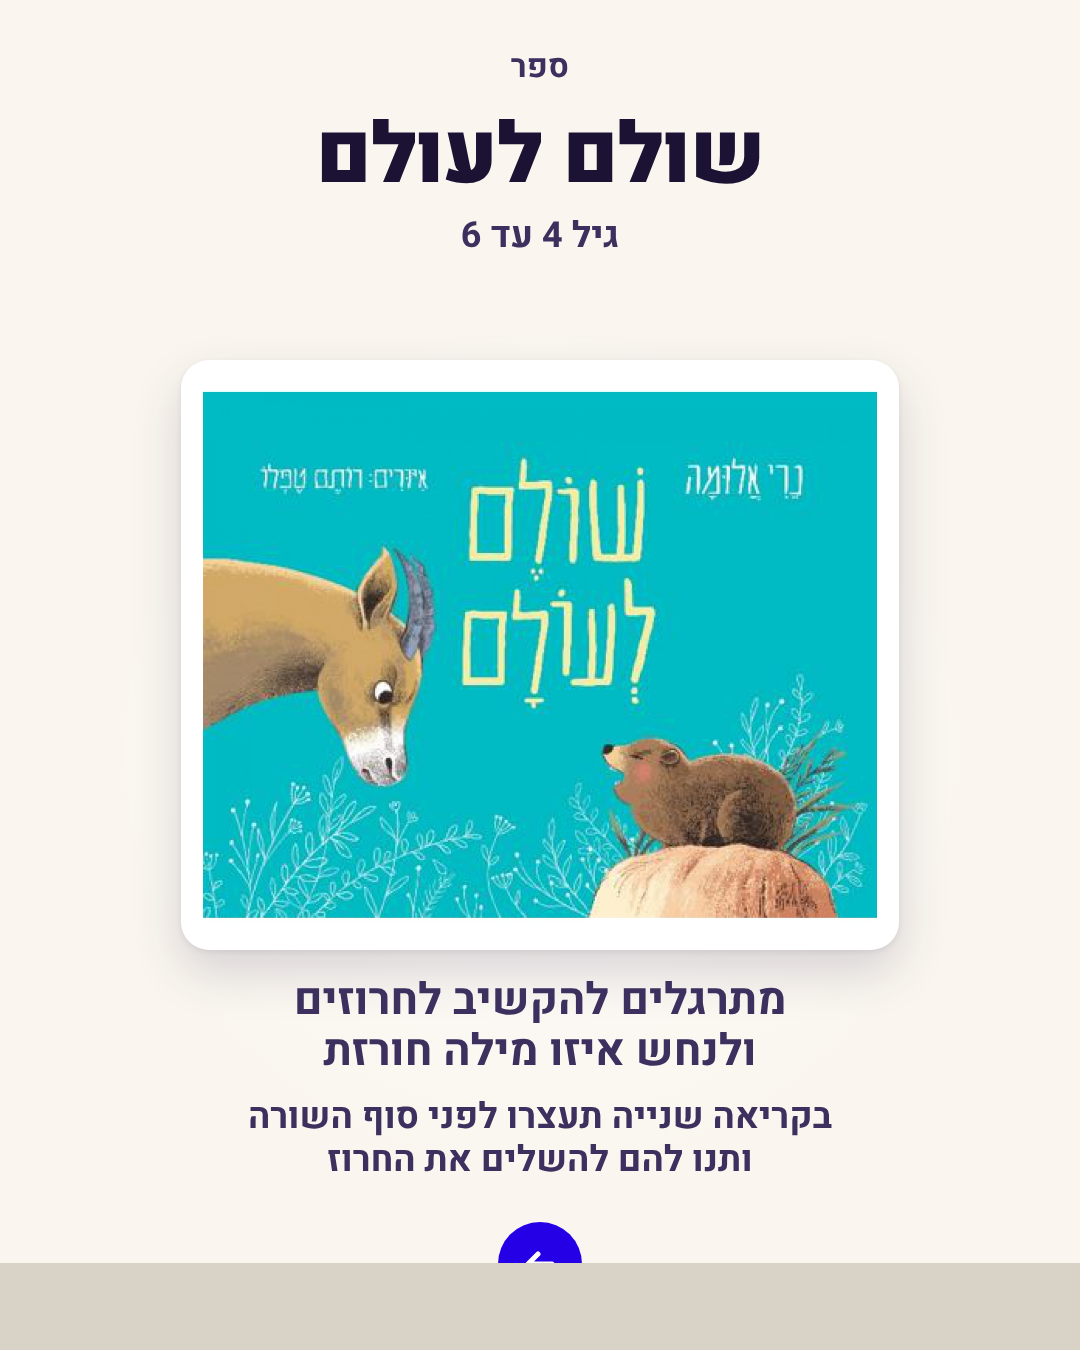 ספר
שולם לעולם
גיל 4 עד 6
נֵרִי אֲלוּמָה
שׁוֹלֶם
לְעוֹלָם
אִיּוּרִים: רוֹתֶם טֶפְּלוֹ
מתרגלים להקשיב לחרוזים
ולנחש איזו מילה חורזת
בקריאה שנייה תעצרו לפני סוף השורה
ותנו להם להשלים את החרוז